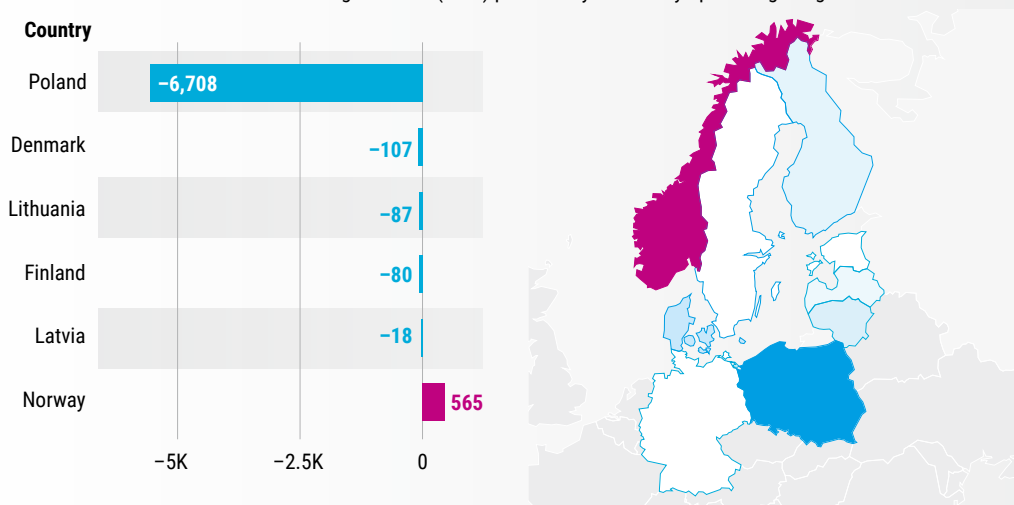 Country
Poland −6,708
Denmark −107
Lithuania −87
Finland −80
Latvia −18
Norway 565
−5K −2.5K 0